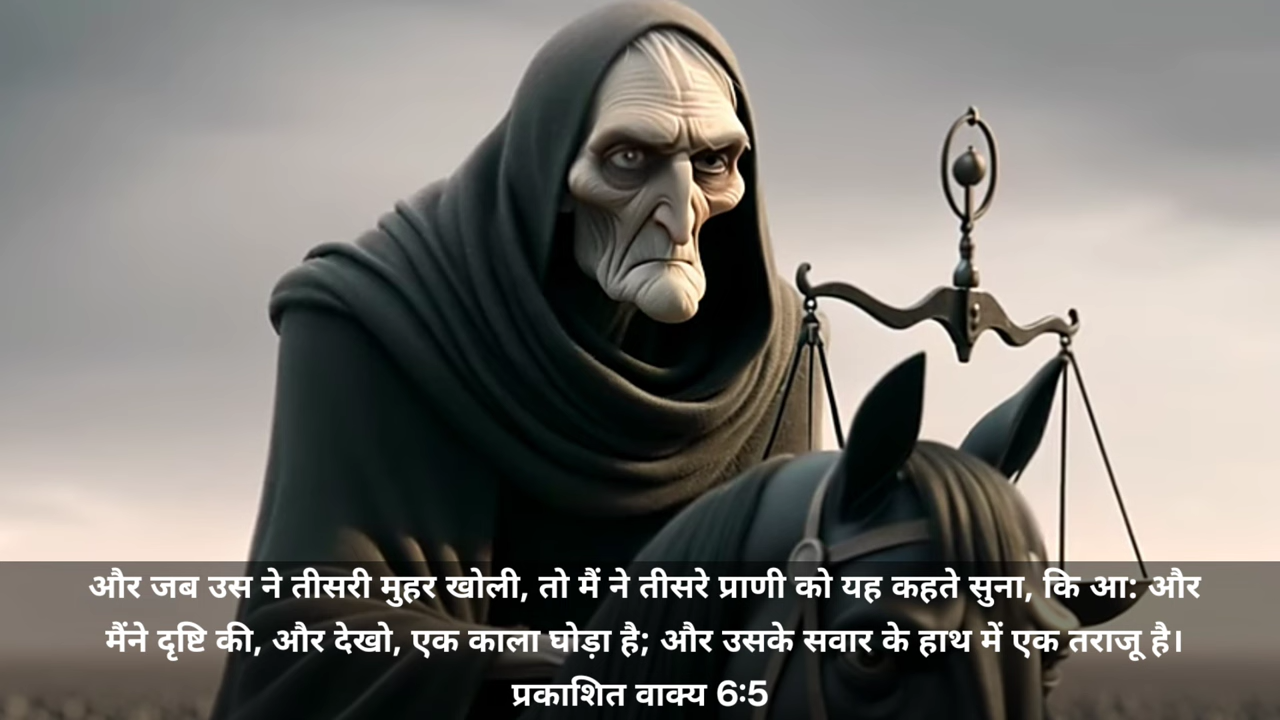 और जब उस ने तीसरी मुहर खोली, तो मैं ने तीसरे प्राणी को यह कहते सुना, कि आ: और
मैंने दृष्टि की, और देखो, एक काला घोड़ा है; और उसके सवार के हाथ में एक तराजू है।
प्रकाशित वाक्य 6:5